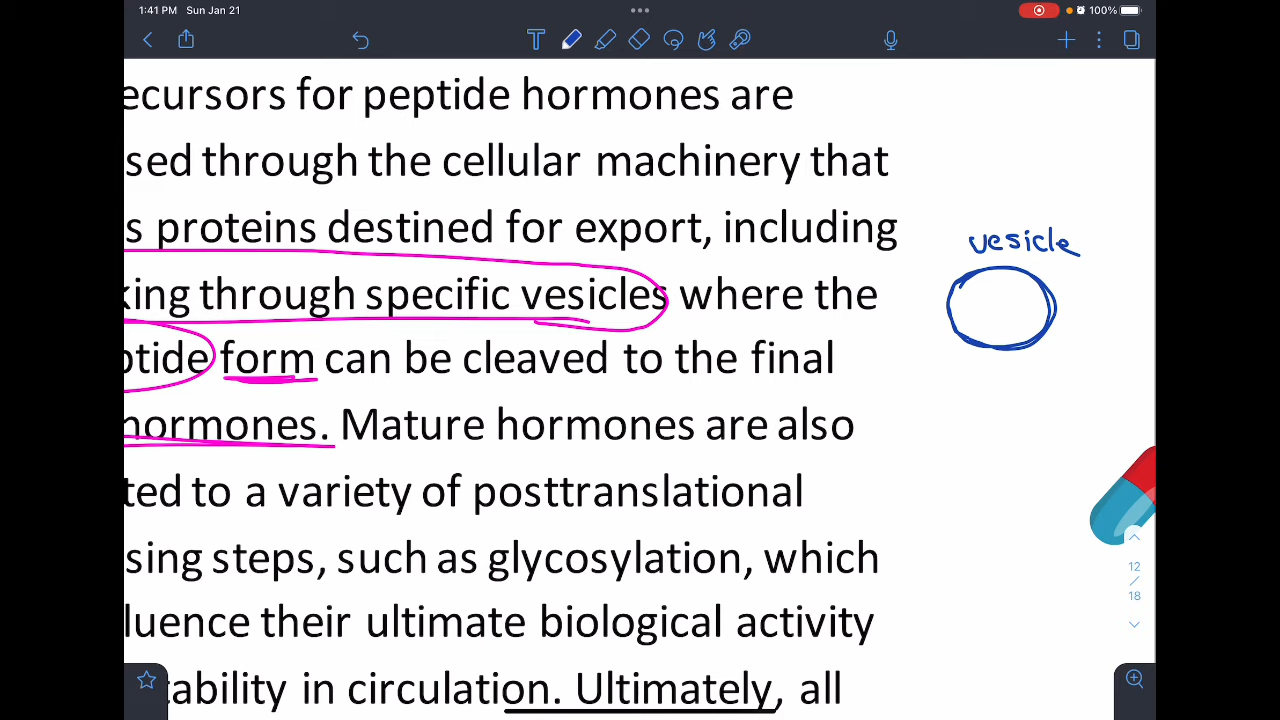 1:41 PM Sun Jan 21
100%
ecursors for peptide hormones are
sed through the cellular machinery that
s proteins destined for export, including
king through specific vesicles where the
ptide form can be cleaved to the final
hormones. Mature hormones are also
ted to a variety of posttranslational
sing steps, such as glycosylation, which
luence their ultimate biological activity
tability in circulation. Ultimately, all
vesicle
12
/
18